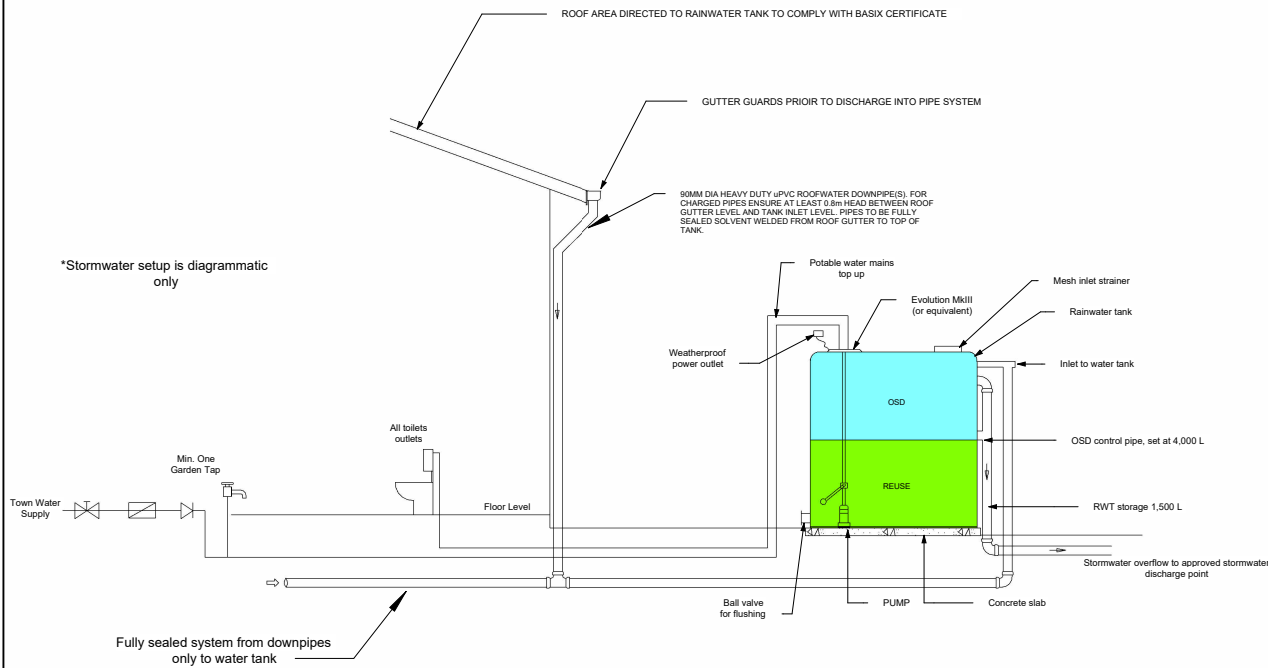 ROOF AREA DIRECTED TO RAINWATER TANK TO COMPLY WITH BASIX CERTIFICATE
GUTTER GUARDS PRIOIR TO DISCHARGE INTO PIPE SYSTEM
90MM DIA HEAVY DUTY uPVC ROOFWATER DOWNPIPE(S). FOR
CHARGED PIPES ENSURE AT LEAST 0.8m HEAD BETWEEN ROOF
GUTTER LEVEL AND TANK INLET LEVEL. PIPES TO BE FULLY
SEALED SOLVENT WELDED FROM ROOF GUTTER TO TOP OF
TANK.
*Stormwater setup is diagrammatic
only
Potable water mains
top up
Evolution MkIII
(or equivalent)
Mesh inlet strainer
Rainwater tank
Weatherproof
power outlet
Inlet to water tank
OSD
OSD control pipe, set at 4,000 L
All toilets
outlets
Min. One
Garden Tap
REUSE
Town Water
Supply
Floor Level
RWT storage 1,500 L
Stormwater overflow to approved stormwater
discharge point
Ball valve
for flushing
PUMP
Concrete slab
Fully sealed system from downpipes
only to water tank